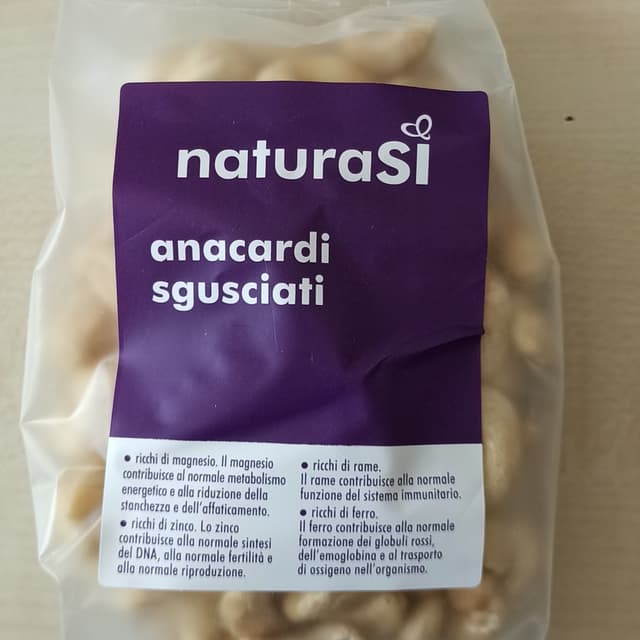 naturaSì
anacardi
sgusciati
• ricchi di magnesio. Il magnesio
contribuisce al normale metabolismo
energetico e alla riduzione della
stanchezza e dell'affaticamento.
• ricchi di zinco. Lo zinco
contribuisce alla normale sintesi
del DNA, alla normale fertilità e
alla normale riproduzione.
• ricchi di rame.
Il rame contribuisce alla normale
funzione del sistema immunitario.
• ricchi di ferro.
Il ferro contribuisce alla normale
formazione dei globuli rossi,
dell'emoglobina e al trasporto
di ossigeno nell'organismo.